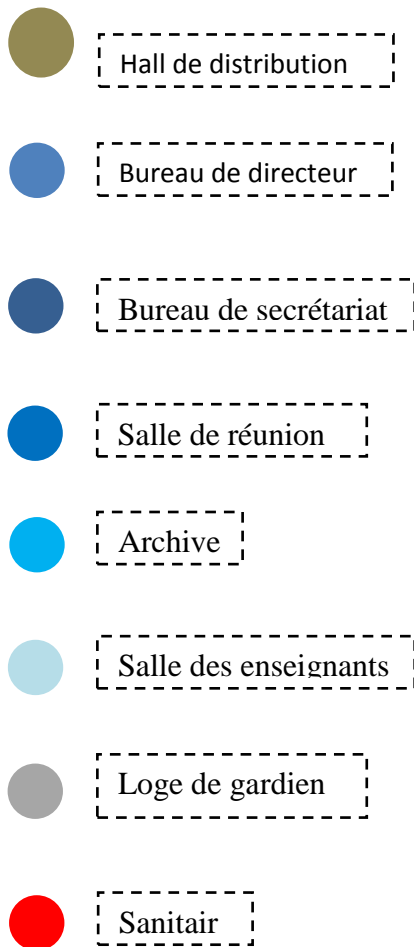 Hall de distribution
Bureau de directeur
Bureau de secrétariat
Salle de réunion
Archive
Salle des enseignants
Loge de gardien
Sanitair